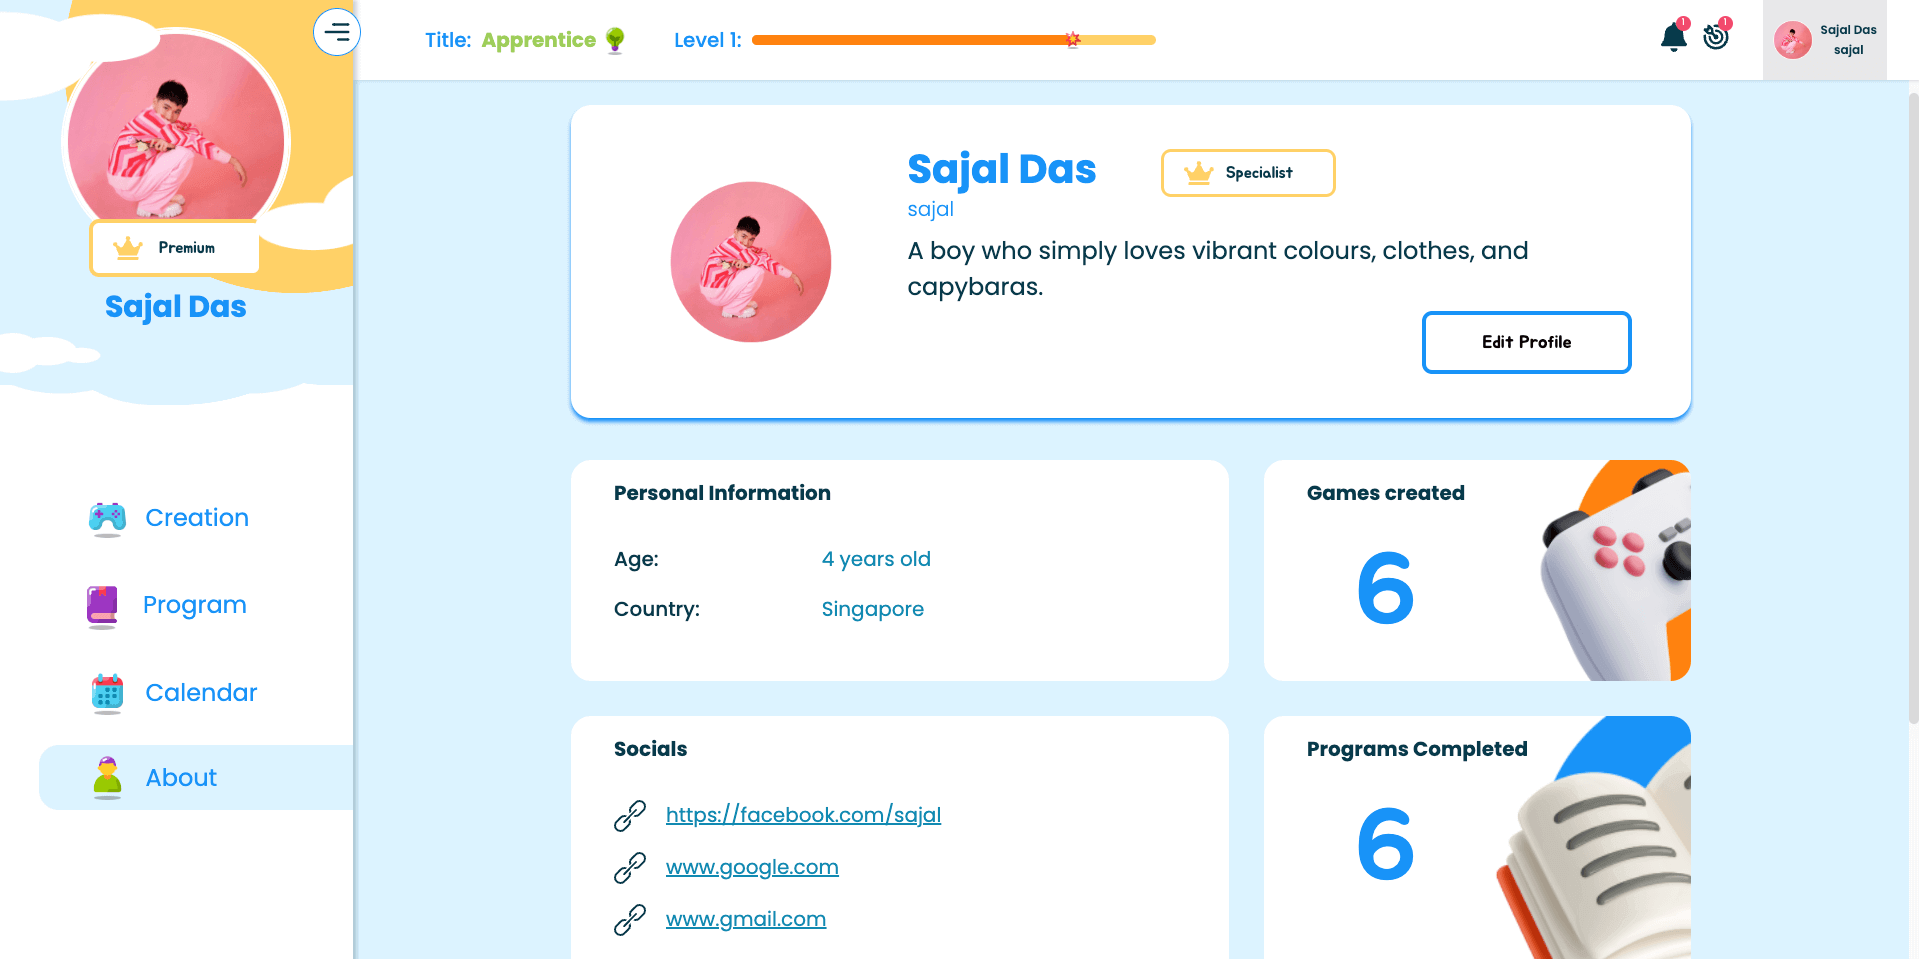 Title: Apprentice
Level 1:
1
1
Sajal Das
sajal
Premium
Sajal Das
Creation
Program
Calendar
About
Sajal Das
Specialist
sajal
A boy who simply loves vibrant colours, clothes, and
capybaras.
Edit Profile
Personal Information
Age: 4 years old
Country: Singapore
Games created
6
Socials
https://facebook.com/sajal
www.google.com
www.gmail.com
Programs Completed
6